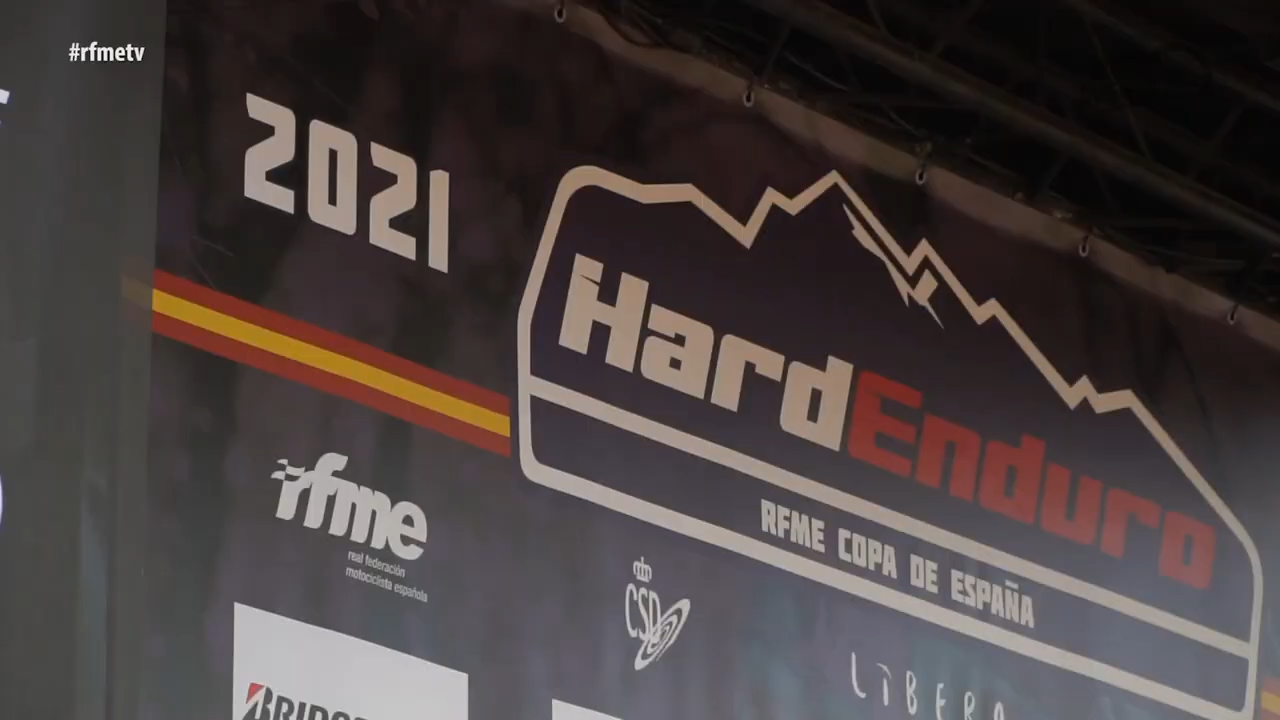 #rfmetv
2021
HardEnduro
RFME COPA DE ESPAÑA
rfme
real federación
motociclista española
CSD